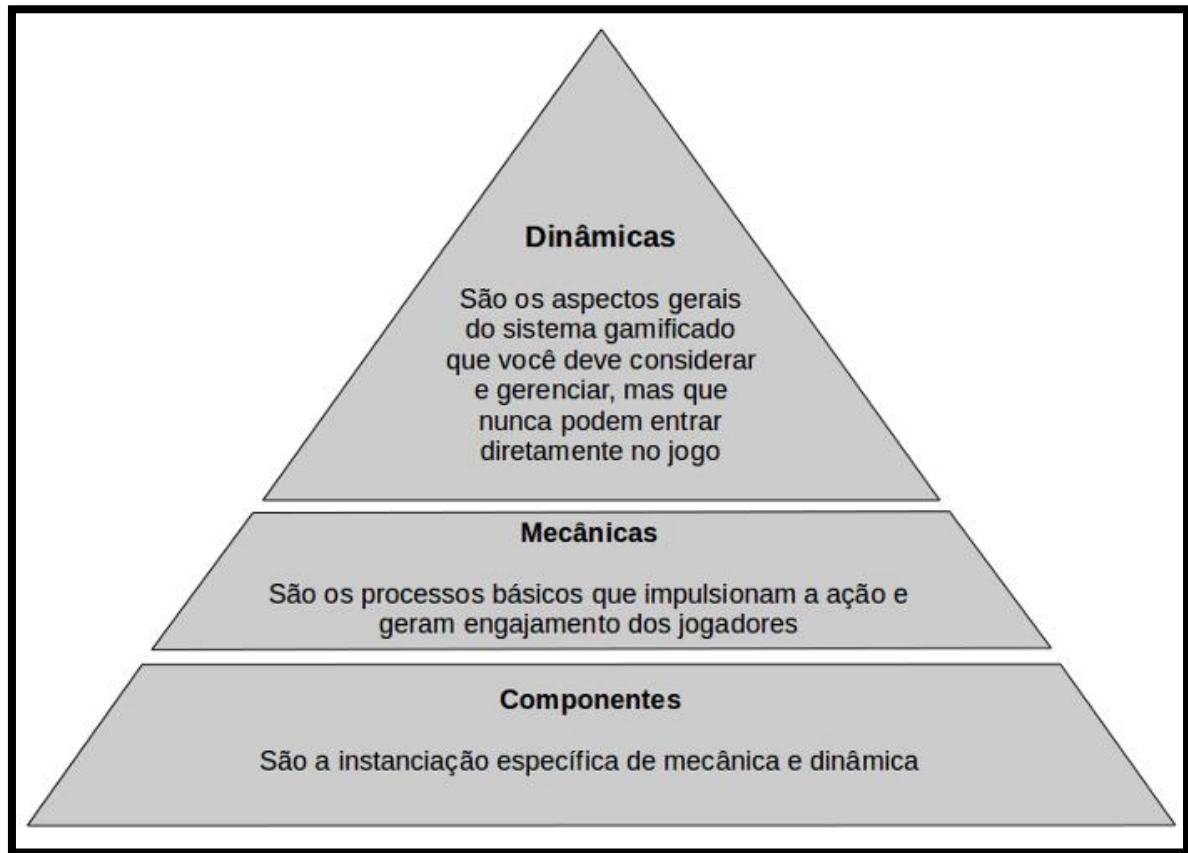 Dinâmicas
São os aspectos gerais
do sistema gamificado
que você deve considerar
e gerenciar, mas que
nunca podem entrar
diretamente no jogo
Mecânicas
São os processos básicos que impulsionam a ação e
geram engajamento dos jogadores
Componentes
São a instanciação específica de mecânica e dinâmica